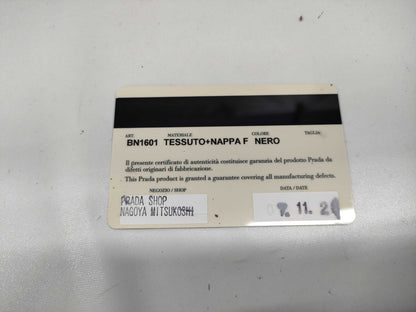 ART. MATERIALE COLORE TAGLIA
BN1601 TESSUTO+NAPPA F NERO
Il presente certificato di autenticità costituisce garanzia del prodotto Prada da
difetti originari di fabbricazione.
This Prada product is granted a guarantee covering all manufacturing defects.
NEGOZIO / SHOP DATA / DATE
PRADA SHOP
NAGOYA MITSUKOSHI
11. 2